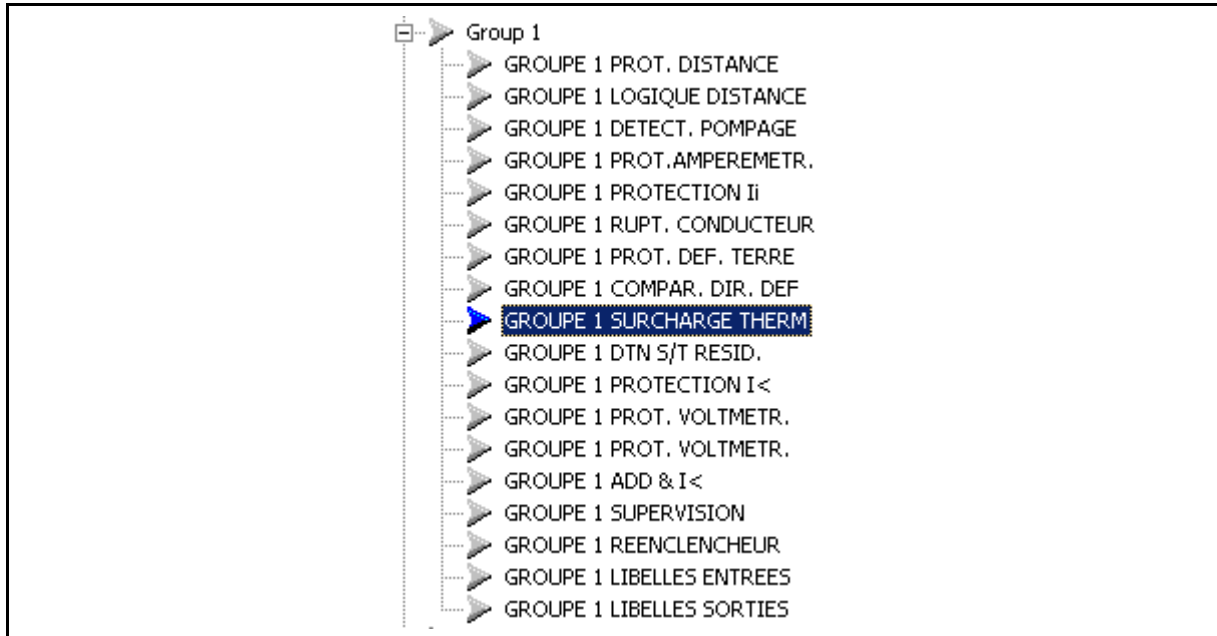 Group 1
GROUPE 1 PROT. DISTANCE
GROUPE 1 LOGIQUE DISTANCE
GROUPE 1 DETECT. POMPAGE
GROUPE 1 PROT.AMPEREMETR.
GROUPE 1 PROTECTION Ii
GROUPE 1 RUPT. CONDUCTEUR
GROUPE 1 PROT. DEF. TERRE
GROUPE 1 COMPAR. DIR. DEF
GROUPE 1 SURCHARGE THERM
GROUPE 1 DTN S/T RESID.
GROUPE 1 PROTECTION I<
GROUPE 1 PROT. VOLTMETR.
GROUPE 1 PROT. VOLTMETR.
GROUPE 1 ADD & I<
GROUPE 1 SUPERVISION
GROUPE 1 REENCLENCHEUR
GROUPE 1 LIBELLES ENTREES
GROUPE 1 LIBELLES SORTIES